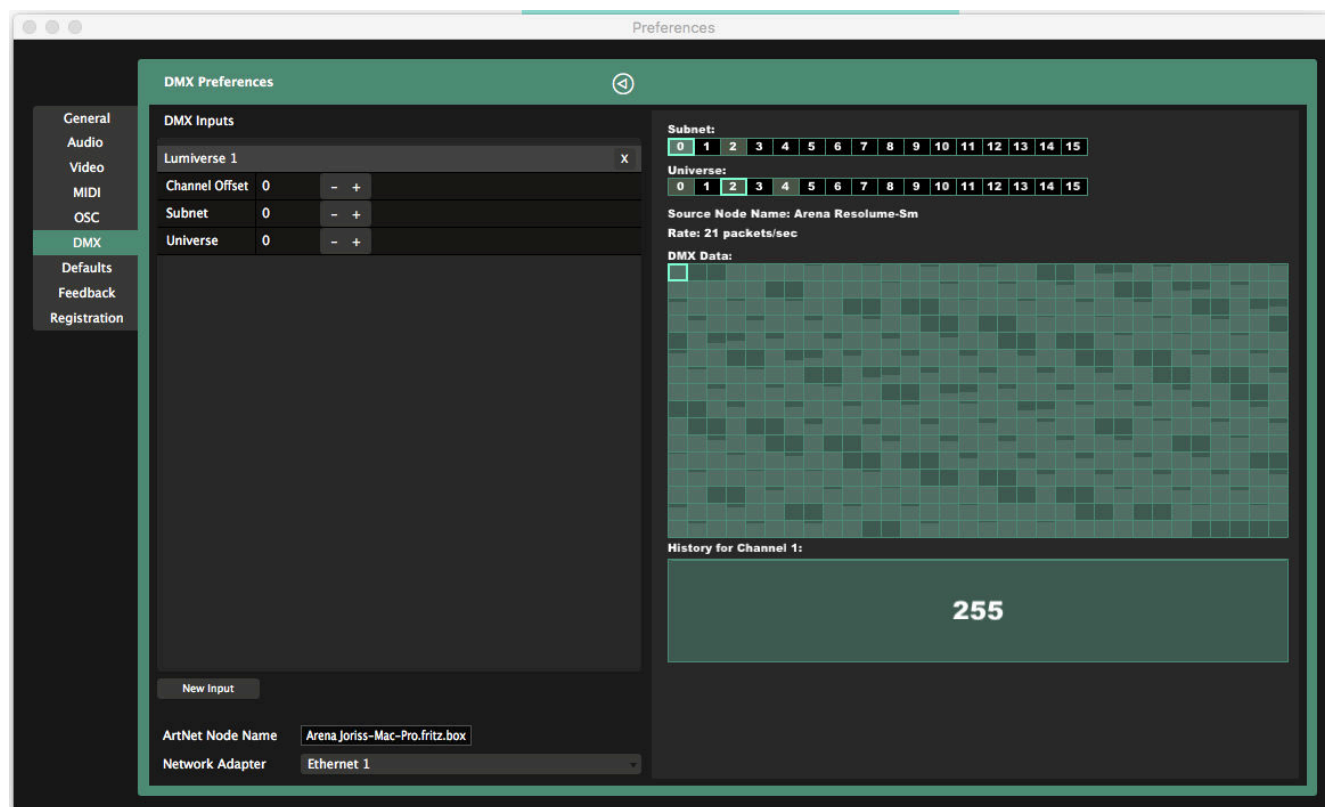 Preferences
DMX Preferences
General
Audio
Video
MIDI
OSC
DMX
Defaults
Feedback
Registration
DMX Inputs
Lumiverse 1 X
Channel Offset 0 - +
Subnet 0 - +
Universe 0 - +
New Input
ArtNet Node Name Arena Joriss-Mac-Pro.fritz.box
Network Adapter Ethernet 1
Subnet:
0 1 2 3 4 5 6 7 8 9 10 11 12 13 14 15
Universe:
0 1 2 3 4 5 6 7 8 9 10 11 12 13 14 15
Source Node Name: Arena Resolume-Sm
Rate: 21 packets/sec
DMX Data:
History for Channel 1:
255